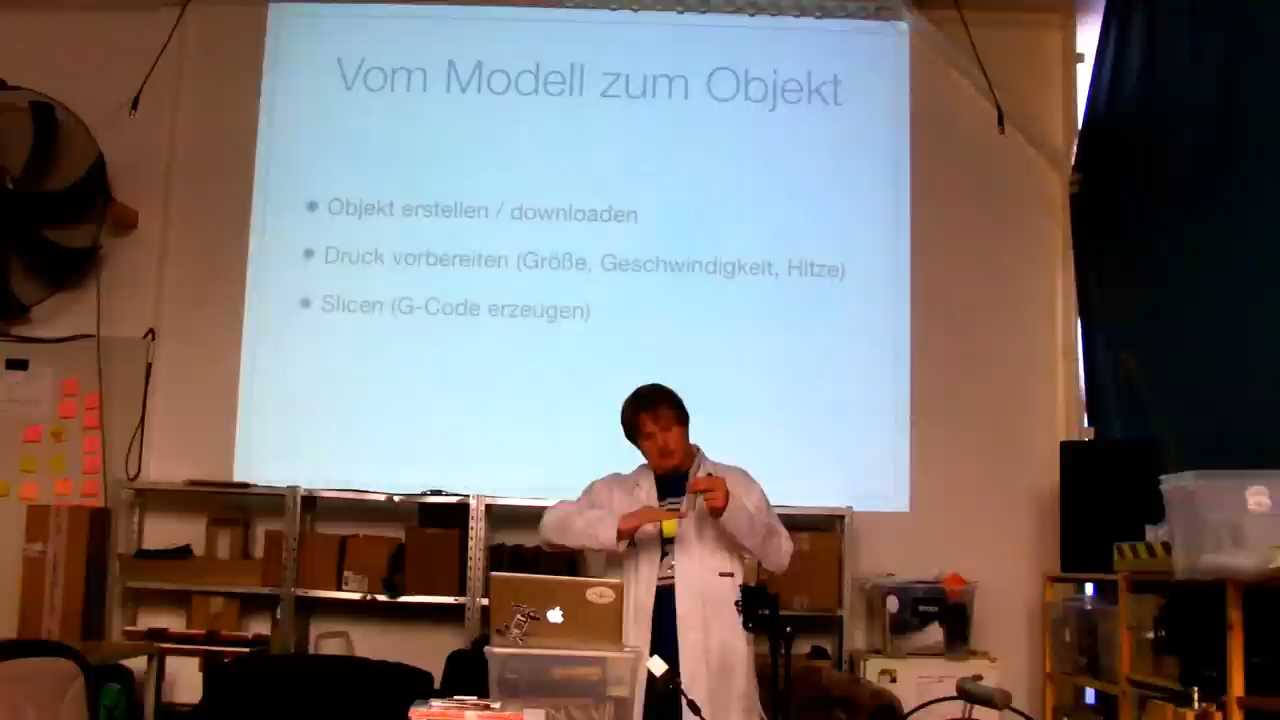 Vom Modell zum Objekt
Objekt erstellen / downloaden
Druck vorbereiten (Größe, Geschwindigkeit, Hitze)
Slicen (G-Code erzeugen)